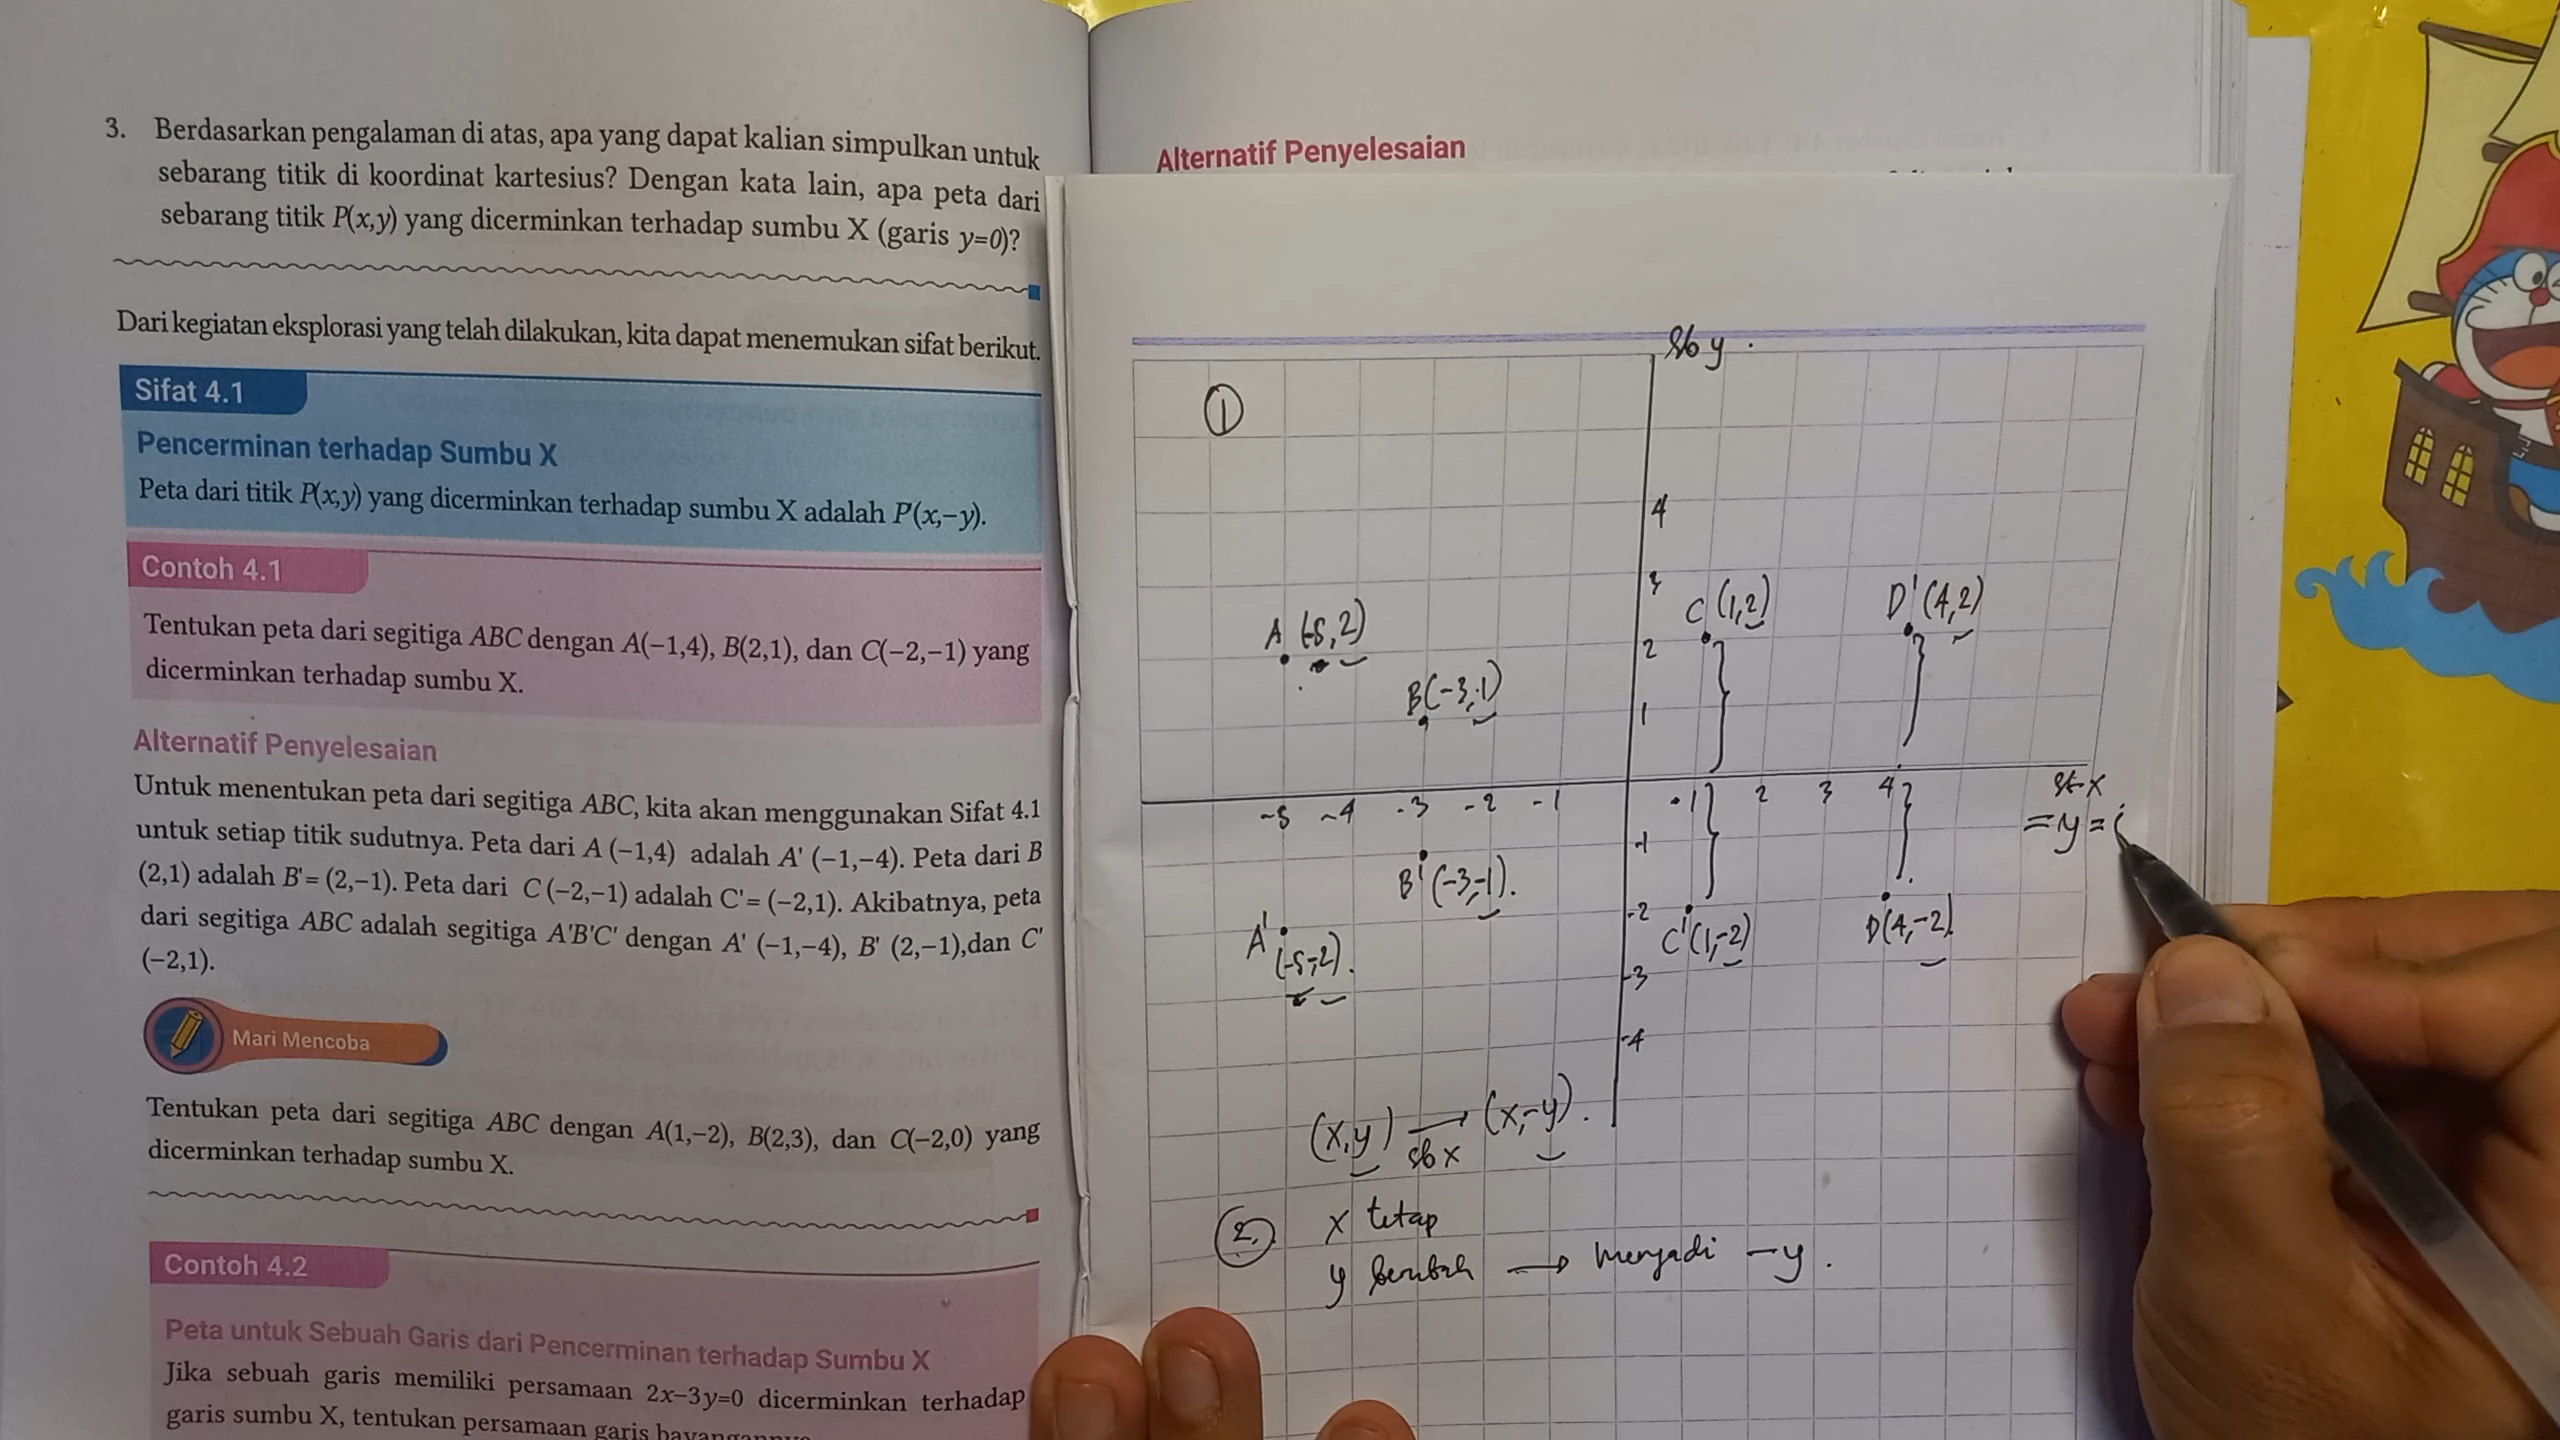 3. Berdasarkan pengalaman di atas, apa yang dapat kalian simpulkan untuk
sebarang titik di koordinat kartesius? Dengan kata lain, apa peta dari
sebarang titik P(x,y) yang dicerminkan terhadap sumbu X (garis y=0)?
Dari kegiatan eksplorasi yang telah dilakukan, kita dapat menemukan sifat berikut.
Sifat 4.1
Pencerminan terhadap Sumbu X
Peta dari titik P(x,y) yang dicerminkan terhadap sumbu X adalah P(x,−y).
Contoh 4.1
Tentukan peta dari segitiga ABC dengan A(−1,4), B(2,1), dan C(−2,−1) yang
dicerminkan terhadap sumbu X.
Alternatif Penyelesaian
Untuk menentukan peta dari segitiga ABC, kita akan menggunakan Sifat 4.1
untuk setiap titik sudutnya. Peta dari A (−1,4) adalah A' (−1,−4). Peta dari B
(2,1) adalah B'= (2,−1). Peta dari C (−2,−1) adalah C'= (−2,1). Akibatnya, peta
dari segitiga ABC adalah segitiga A'B'C' dengan A' (−1,−4), B' (2,−1),dan C'
(−2,1).
Mari Mencoba
Tentukan peta dari segitiga ABC dengan A(1,−2), B(2,3), dan C(−2,0) yang
dicerminkan terhadap sumbu X.
Contoh 4.2
Peta untuk Sebuah Garis dari Pencerminan terhadap Sumbu X
Jika sebuah garis memiliki persamaan 2x−3y=0 dicerminkan terhadap
garis sumbu X, tentukan persamaan garis
Alternatif Penyelesaian
sb y
①
4
3
C (1,2) D' (4,2)
A (-5, 2)
2
B(-3,1)
1
-5 -4 -3 -2 -1 1 2 3 4
= y =
-1
B' (-3,-1).
-2
C' (1,-2) D(4,-2)
A'
(-5,-2).
-3
-4
(x,y) → (x,-y).
sb x
2. x tetap
y berubah → menjadi -y.